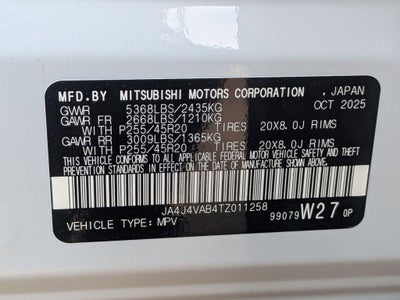 MFD.BY MITSUBISHI MOTORS CORPORATION , JAPAN
GVWR 5368LBS/2435KG OCT 2025
GAWR FR 2668LBS/1210KG
WITH P255/45R20 TIRES 20X8.0J RIMS
GAWR RR 3009LBS/1365KG
WITH P255/45R20 TIRES 20X8.0J RIMS
THIS VEHICLE CONFORMS TO ALL APPLICABLE U.S.
FEDERAL MOTOR VEHICLE SAFETY, BUMPER, AND THEFT
PREVENTION STANDARDS IN EFFECT ON THE DATE OF
MANUFACTURE SHOWN ABOVE.
JA4J4VAB4TZ011258
VEHICLE TYPE: MPV 99079 W27 0P